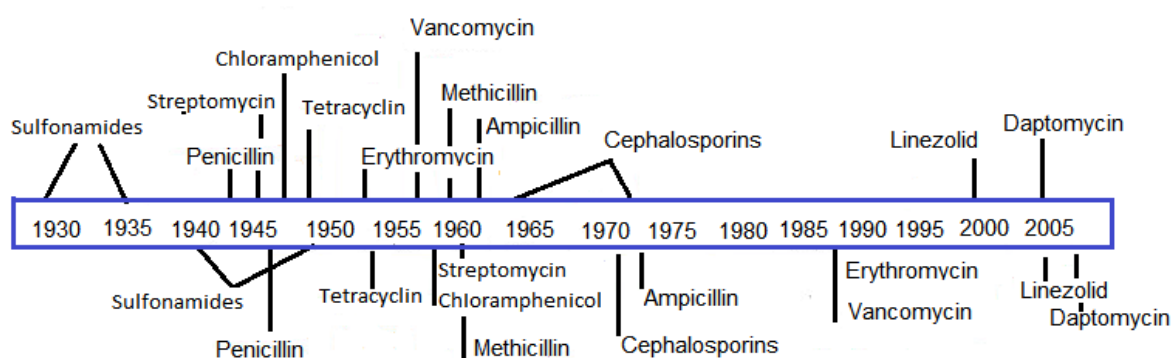 Vancomycin
Chloramphenicol
Streptomycin
Tetracyclin
Methicillin
Ampicillin
Sulfonamides
Penicillin
Erythromycin
Cephalosporins
Linezolid
Daptomycin
1930 1935 1940 1945 1950 1955 1960 1965 1970 1975 1980 1985 1990 1995 2000 2005
Sulfonamides
Penicillin
Tetracyclin
Streptomycin
Chloramphenicol
Methicillin
Ampicillin
Cephalosporins
Erythromycin
Vancomycin
Linezolid
Daptomycin